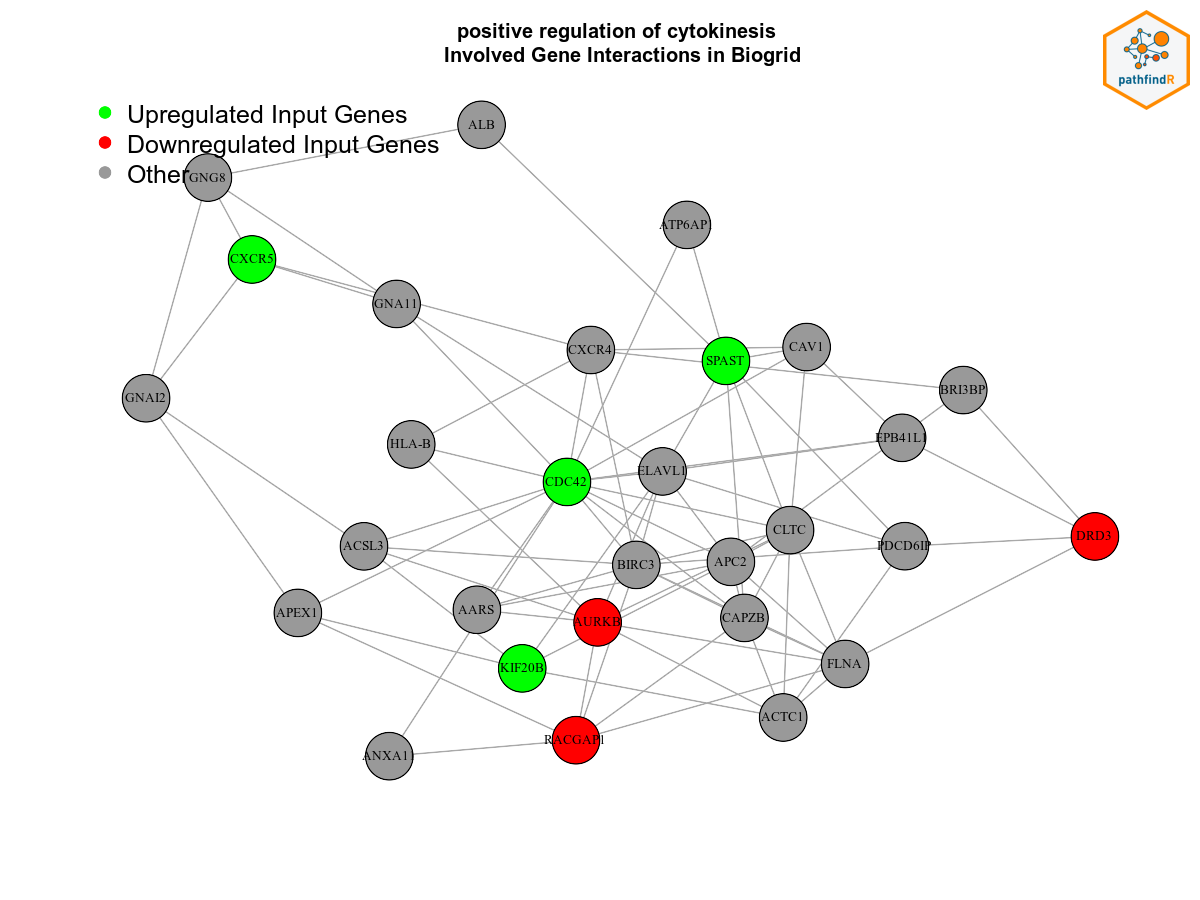 positive regulation of cytokinesis
Involved Gene Interactions in Biogrid
pathfindR
Upregulated Input Genes
Downregulated Input Genes
Other
ALB
GNG8
ATP6AP1
CXCR5
GNA11
CXCR4
CAV1
SPAST
BRI3BP
GNAI2
EPB41L1
HLA-B
ELAVL1
CDC42
CLTC
DRD3
ACSL3
PDCD6IP
APC2
BIRC3
AARS
APEX1
CAPZB
AURKB
FLNA
KIF20B
ACTC1
RACGAP1